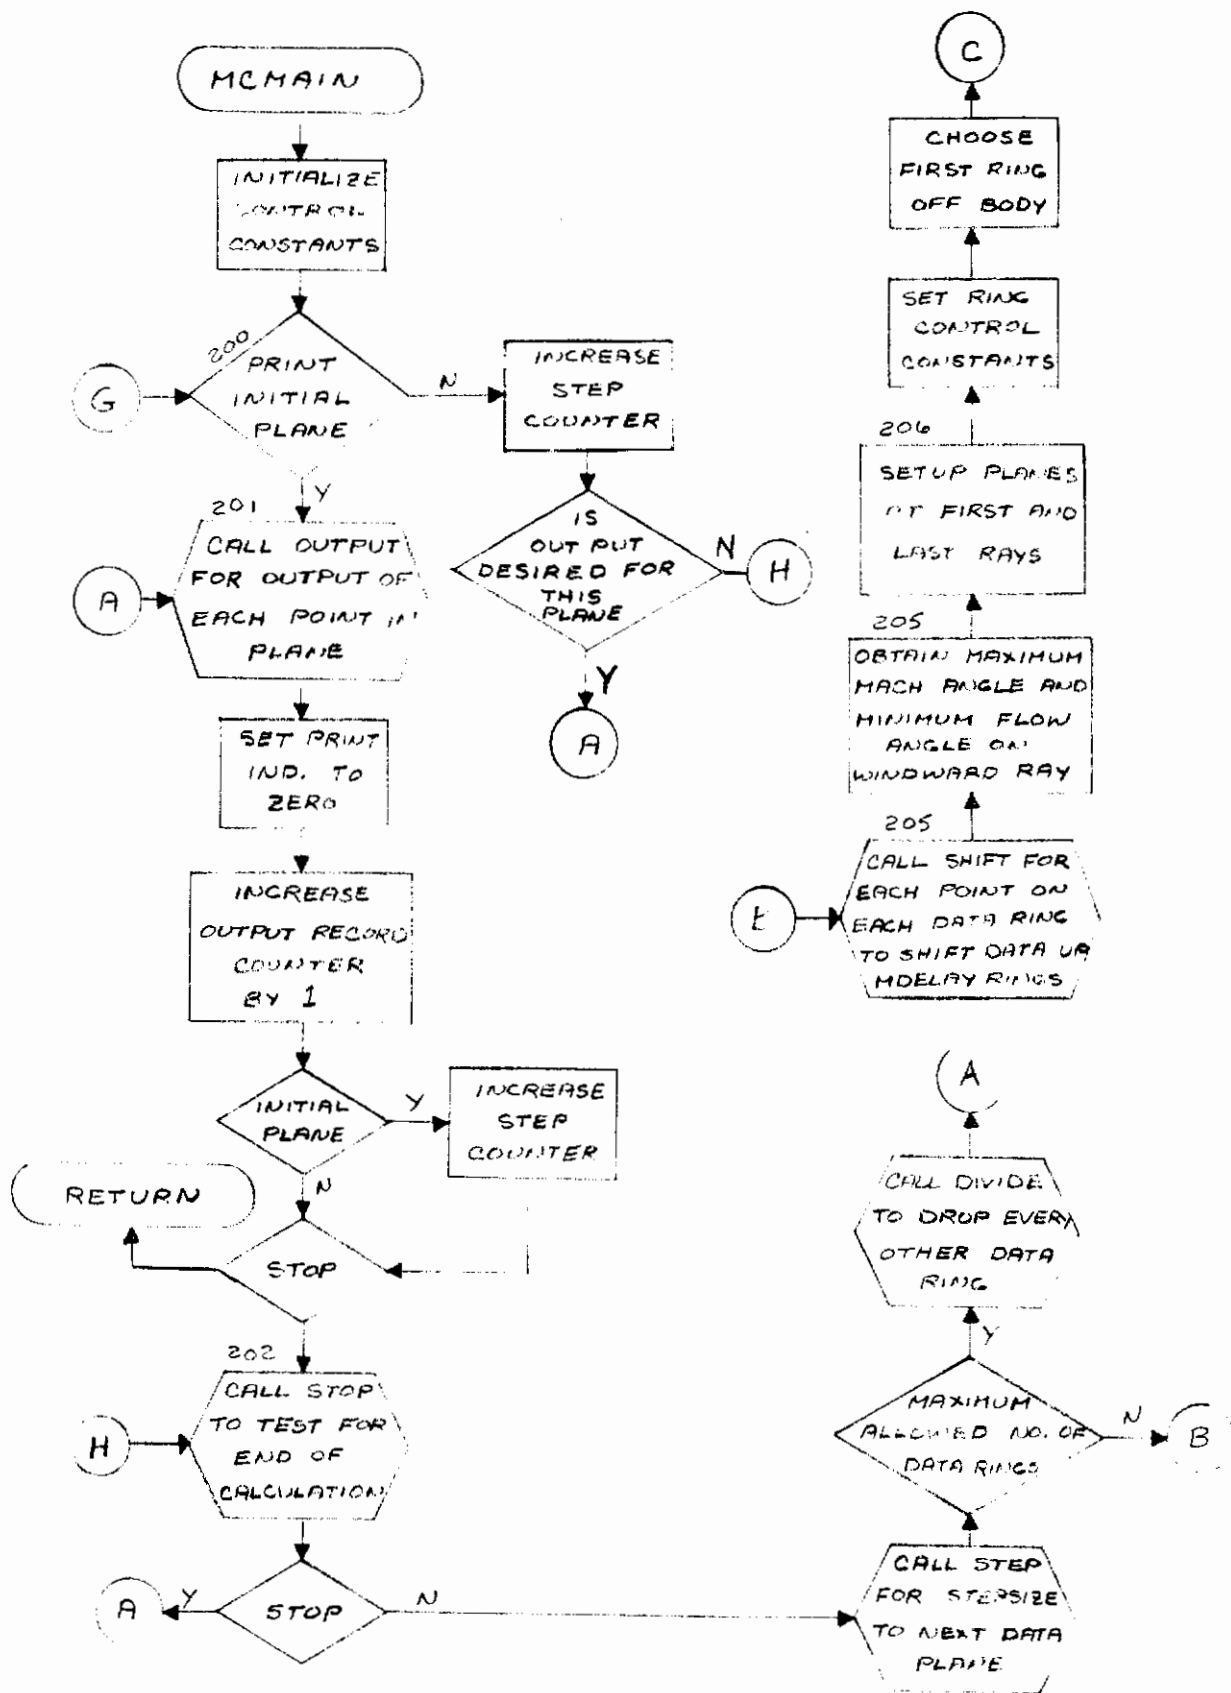 MCMAIN
INITIALIZE
CONTROL
CONSTANTS
200
PRINT
INITIAL
PLANE
G
N
INCREASE
STEP
COUNTER
Y
IS
OUT PUT
DESIRED FOR
THIS
PLANE
N
H
Y
A
201
CALL OUTPUT
FOR OUTPUT OF
EACH POINT IN
PLANE
A
SET PRINT
IND. TO
ZERO
INCREASE
OUTPUT RECORD
COUNTER
BY 1
INITIAL
PLANE
Y
INCREASE
STEP
COUNTER
N
RETURN
STOP
202
CALL STOP
TO TEST FOR
END OF
CALCULATION
H
STOP
Y
A
N
C
CHOOSE
FIRST RING
OFF BODY
SET RING
CONTROL
CONSTANTS
206
SETUP PLANES
AT FIRST AND
LAST RAYS
205
OBTAIN MAXIMUM
MACH ANGLE AND
MINIMUM FLOW
ANGLE ON
WINDWARD RAY
205
CALL SHIFT FOR
EACH POINT ON
EACH DATA RING
TO SHIFT DATA UP
MDELAY RINGS
E
A
CALL DIVIDE
TO DROP EVERY
OTHER DATA
RING
Y
MAXIMUM
ALLOWED NO. OF
DATA RINGS
N
B
CALL STEP
FOR STEPSIZE
TO NEXT DATA
PLANE